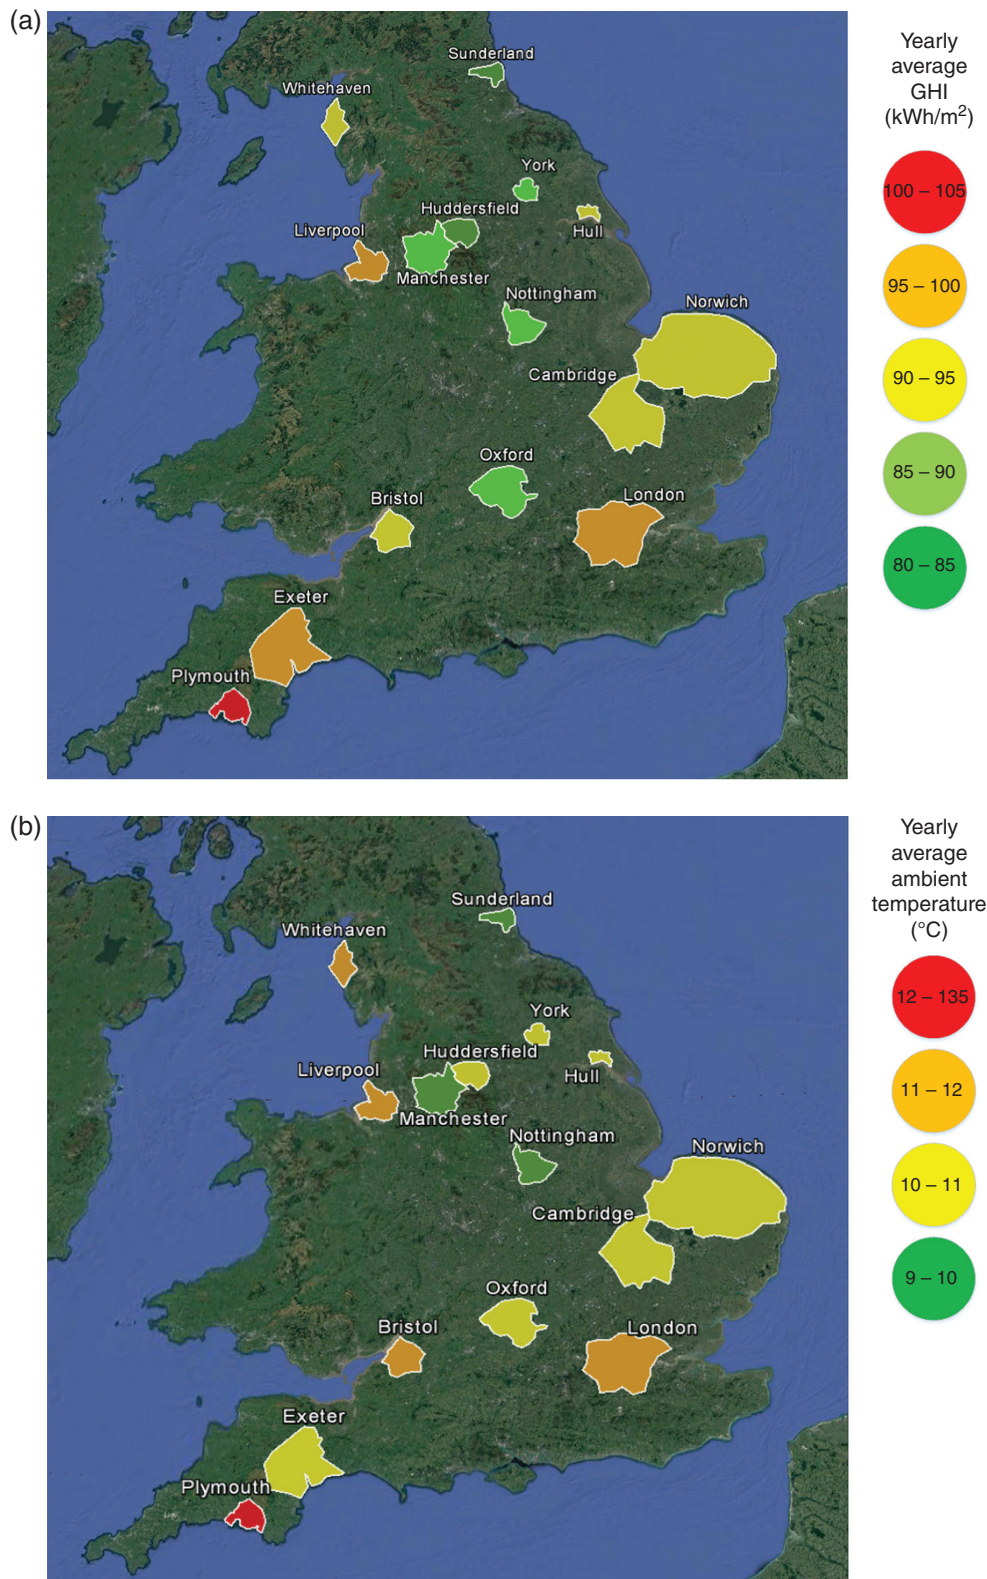 (a)
Sunderland
Whitehaven
York
Huddersfield
Liverpool
Hull
Manchester
Nottingham
Norwich
Cambridge
Oxford
Bristol
London
Exeter
Plymouth
Yearly
average
GHI
(kWh/m²)
100 – 105
95 – 100
90 – 95
85 – 90
80 – 85
(b)
Sunderland
Whitehaven
York
Huddersfield
Liverpool
Hull
Manchester
Nottingham
Norwich
Cambridge
Oxford
Bristol
London
Exeter
Plymouth
Yearly
average
ambient
temperature
(°C)
12 – 135
11 – 12
10 – 11
9 – 10